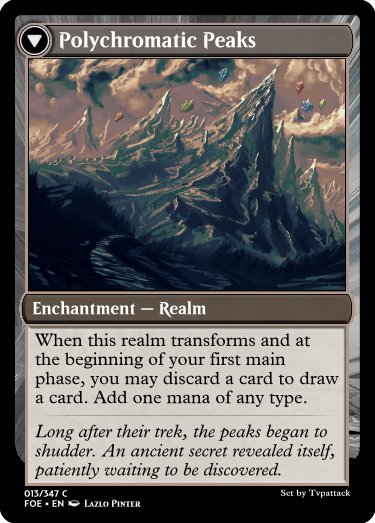 Polychromatic Peaks
Enchantment — Realm
When this realm transforms and at
the beginning of your first main
phase, you may discard a card to draw
a card. Add one mana of any type.
Long after their trek, the peaks began to
shudder. An ancient secret revealed itself,
patiently waiting to be discovered.
013/347 C
Set by Tvpattack
FOE • EN Lazlo Pinter